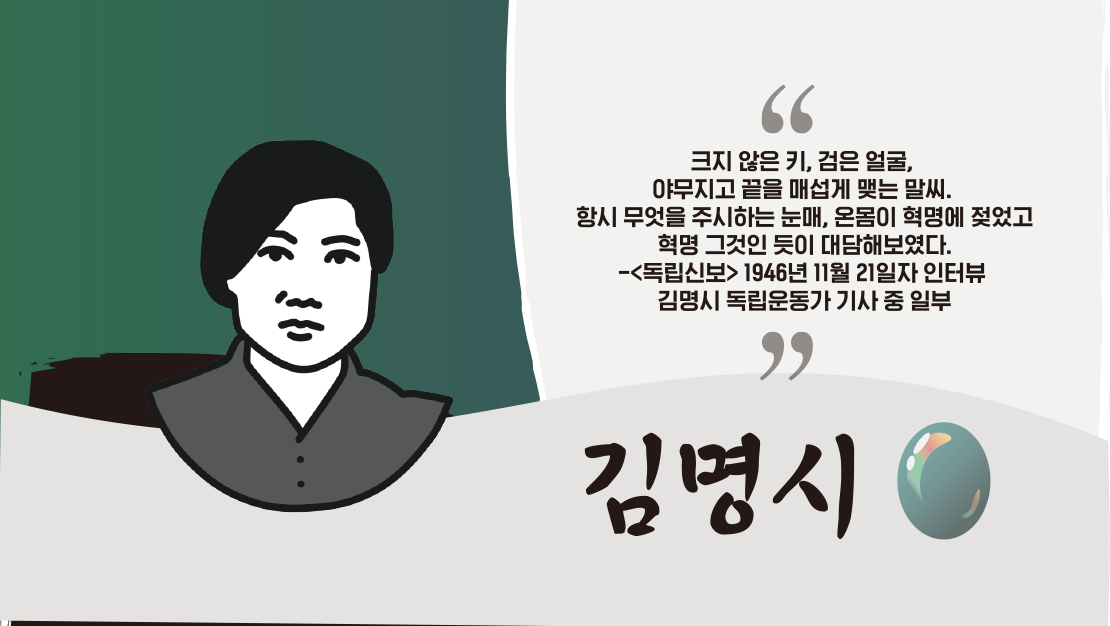 “
크지 않은 키, 검은 얼굴,
야무지고 끝을 매섭게 맺는 말씨.
항시 무엇을 주시하는 눈매, 온몸이 혁명에 젖었고
혁명 그것인 듯이 대담해보였다.
-<독립신보> 1946년 11월 21일자 인터뷰
김명시 독립운동가 기사 중 일부
”
김명시